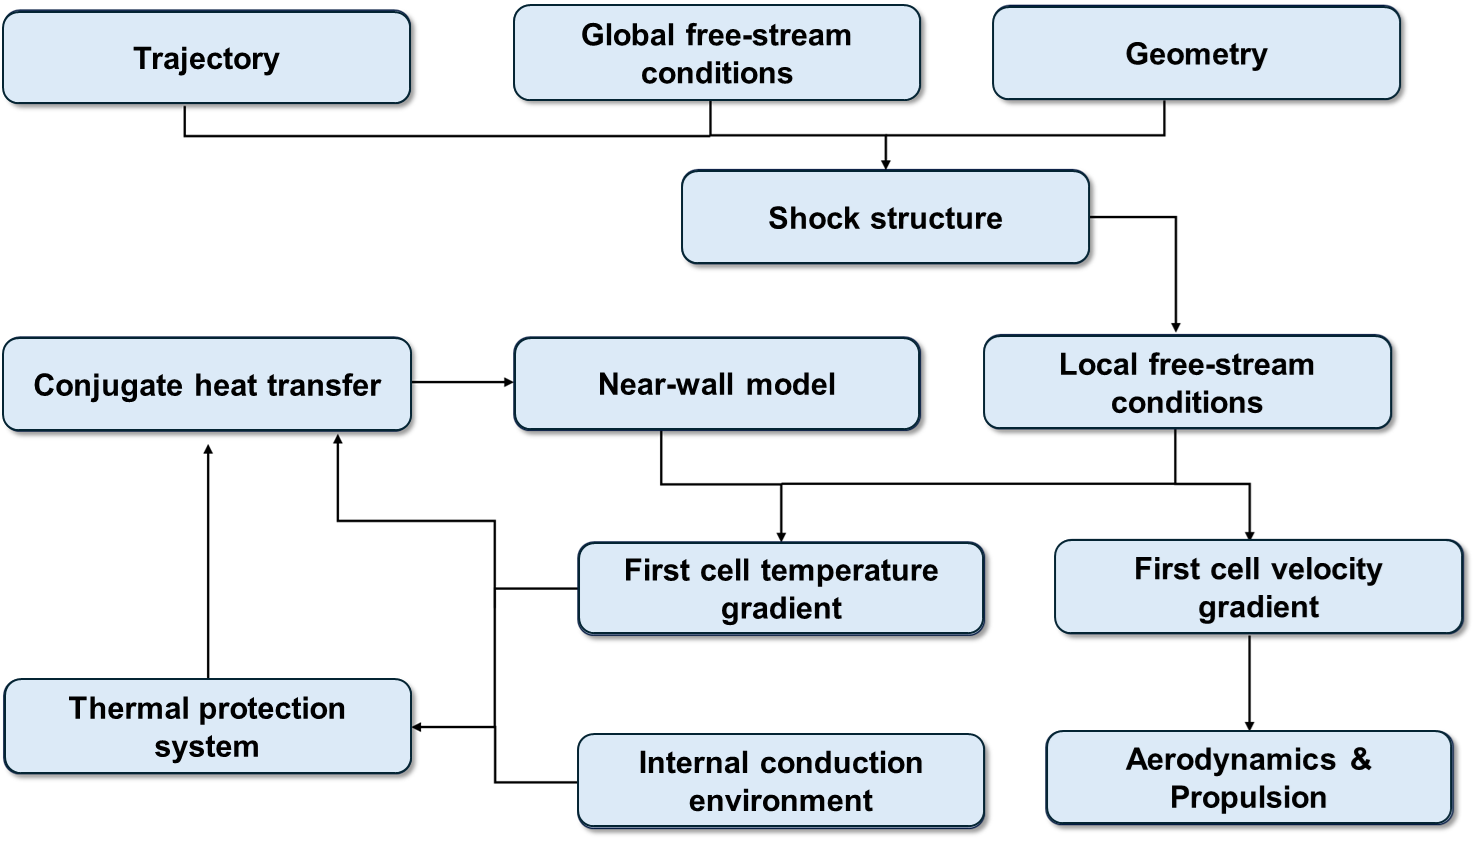 Trajectory
Global free-stream
conditions
Geometry
Shock structure
Conjugate heat transfer
Near-wall model
Local free-stream
conditions
First cell temperature
gradient
First cell velocity
gradient
Thermal protection
system
Internal conduction
environment
Aerodynamics &
Propulsion